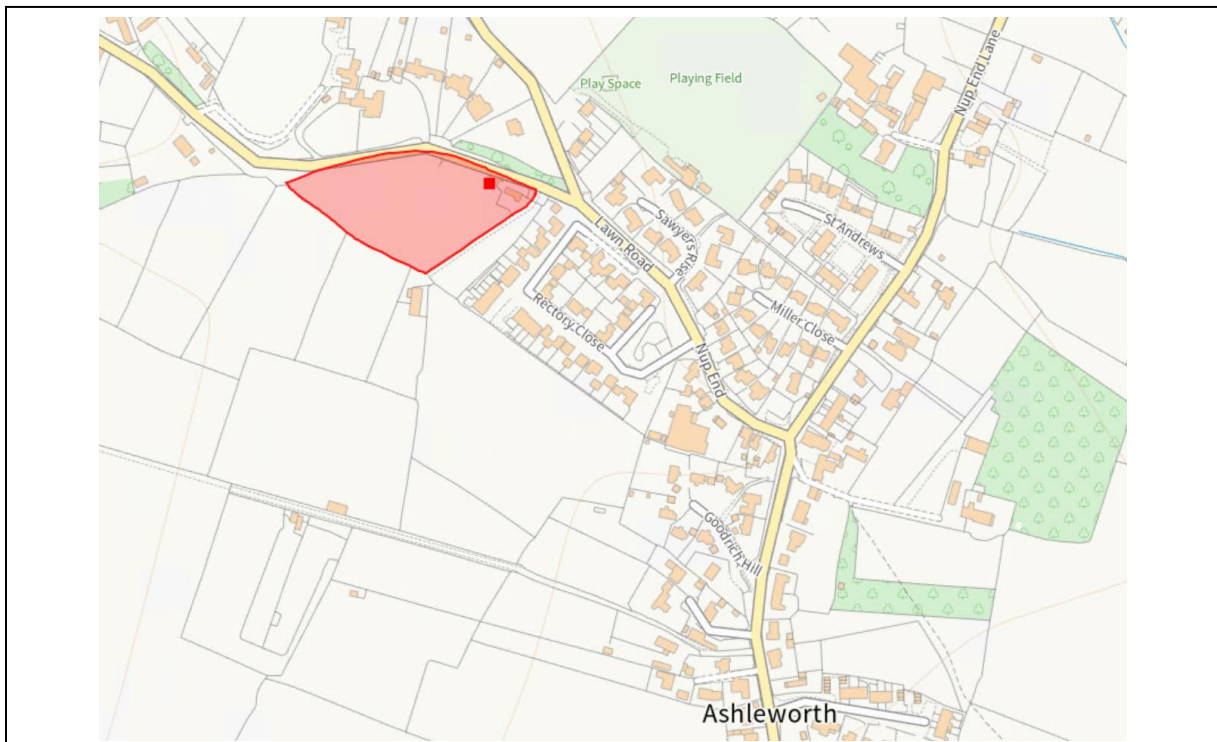 Play Space
Playing Field
Nup End Lane
Sawyers Rise
St Andrews
Lawn Road
Rectory Close
Miller Close
Nup End
Goodrich Hill
Ashleworth